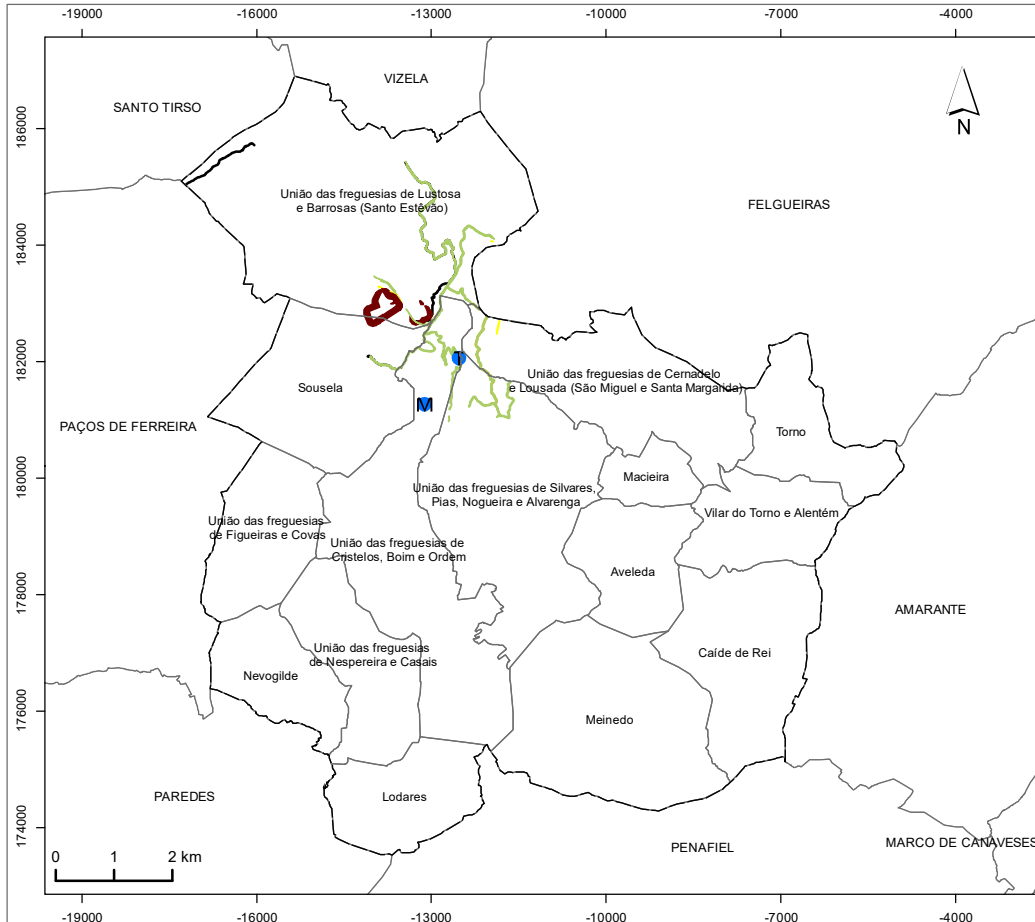 -19000
-16000
-13000
-10000
-7000
-4000
VIZELA
SANTO TIRSO
N
186000
União das freguesias de Lustosa
e Barrosas (Santo Estêvão)
FELGUEIRAS
184000
182000
T
União das freguesias de Cernadelo
e Lousada (São Miguel e Santa Margarida)
Sousela
M
PAÇOS DE FERREIRA
Torno
180000
Macieira
União das freguesias de Silvares,
Pias, Nogueira e Alvarenga
Vilar do Torno e Alentém
União das freguesias
de Figueiras e Covas
União das freguesias de
Cristelos, Boim e Ordem
Aveleda
178000
AMARANTE
União das freguesias
de Nespereira e Casais
Caíde de Rei
Nevogilde
176000
Meinedo
PAREDES
Lodares
174000
PENAFIEL
MARCO DE CANAVESES
0 1 2 km
-19000
-16000
-13000
-10000
-7000
-4000